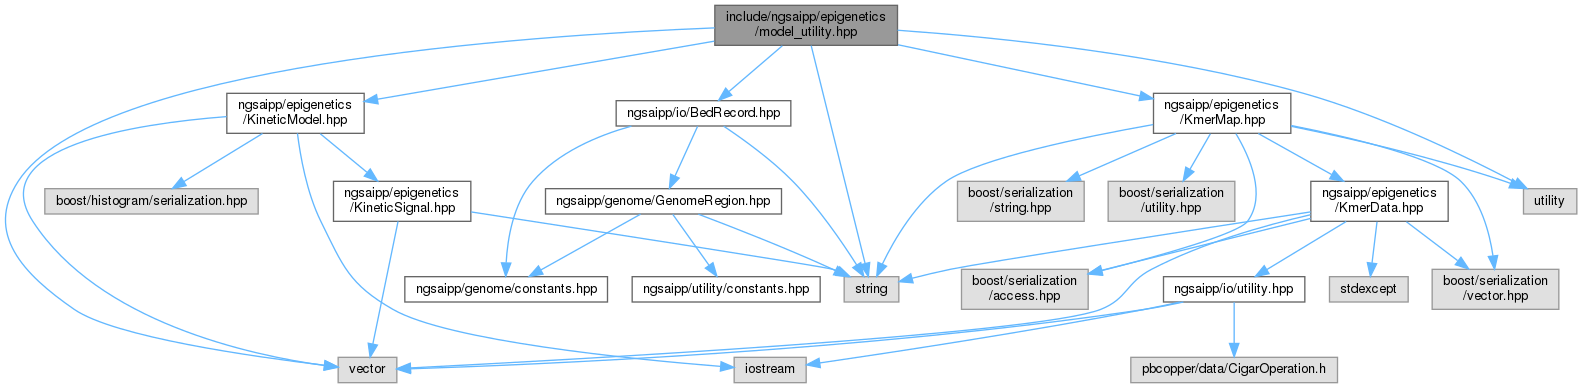 include/ngsaipp/epigenetics
/model_utility.hpp
ngsaipp/epigenetics
/KineticModel.hpp
ngsaipp/io/BedRecord.hpp
ngsaipp/epigenetics
/KmerMap.hpp
boost/histogram/serialization.hpp
ngsaipp/epigenetics
/KineticSignal.hpp
ngsaipp/genome/GenomeRegion.hpp
boost/serialization
/string.hpp
boost/serialization
/utility.hpp
ngsaipp/epigenetics
/KmerData.hpp
utility
ngsaipp/genome/constants.hpp
ngsaipp/utility/constants.hpp
string
boost/serialization
/access.hpp
ngsaipp/io/utility.hpp
stdexcept
boost/serialization
/vector.hpp
vector
iostream
pbcopper/data/CigarOperation.h